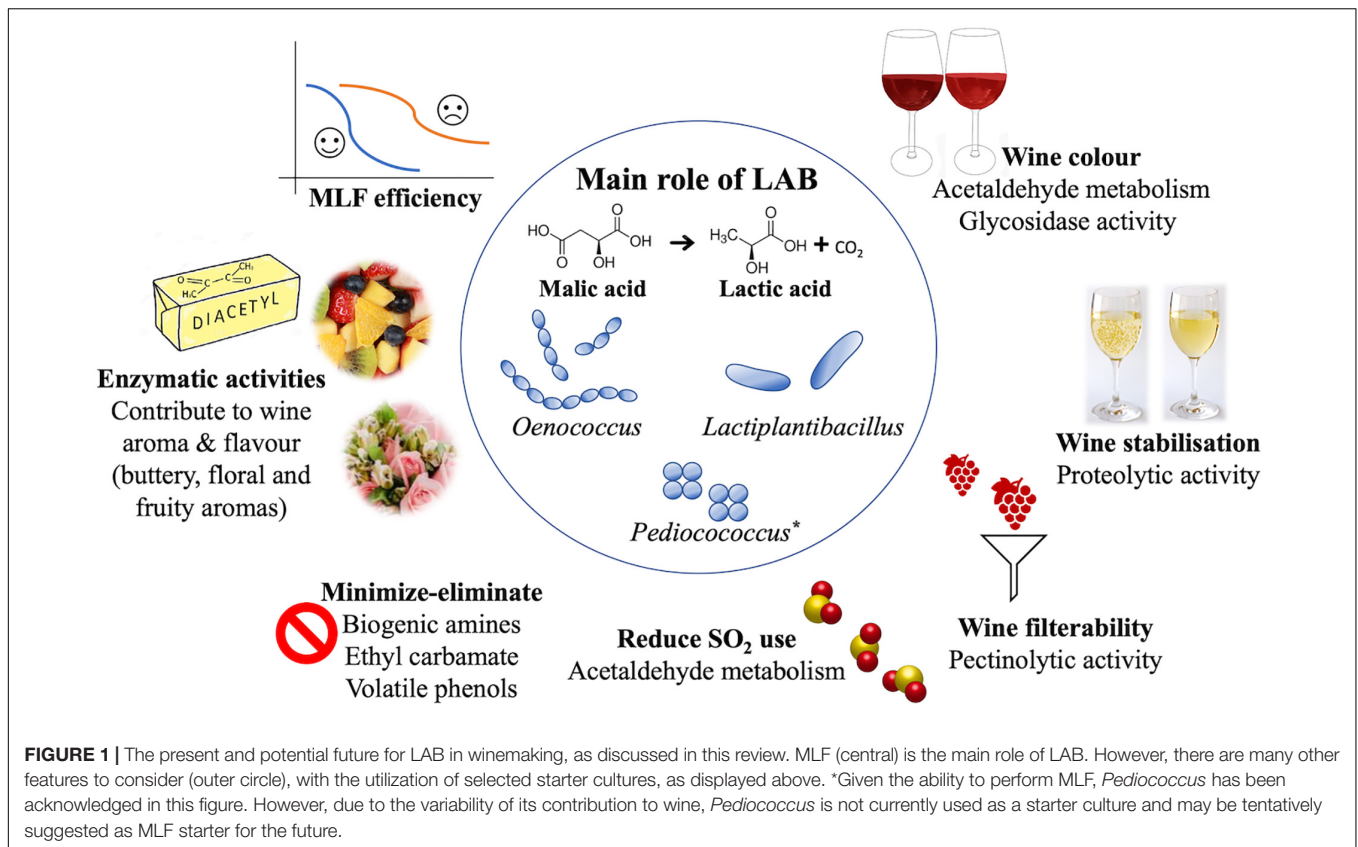 MLF efficiency
Wine colour
Acetaldehyde metabolism
Glycosidase activity
Main role of LAB
HO
O
O
OH
OH
→
H₃C
O
OH
OH
+ CO₂
Malic acid
Lactic acid
Oenococcus
Lactiplantibacillus
Pediocococcus*
O=C—C=O
CH₃
H₃C
DIACETYL
Enzymatic activities
Contribute to wine
aroma & flavour
(buttery, floral and
fruity aromas)
Wine stabilisation
Proteolytic activity
Minimize-eliminate
Biogenic amines
Ethyl carbamate
Volatile phenols
Reduce SO₂ use
Acetaldehyde metabolism
Wine filterability
Pectinolytic activity
FIGURE 1 | The present and potential future for LAB in winemaking, as discussed in this review. MLF (central) is the main role of LAB. However, there are many other
features to consider (outer circle), with the utilization of selected starter cultures, as displayed above. *Given the ability to perform MLF, Pediococcus has been
acknowledged in this figure. However, due to the variability of its contribution to wine, Pediococcus is not currently used as a starter culture and may be tentatively
suggested as MLF starter for the future.